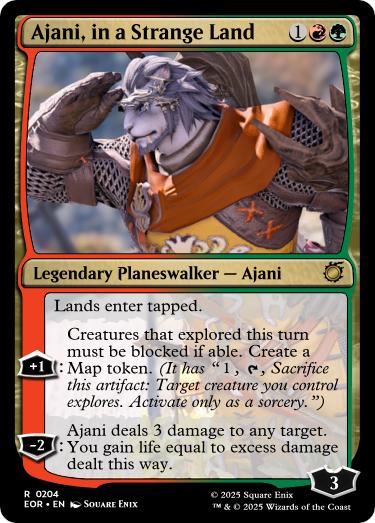 Ajani, in a Strange Land 1
Legendary Planeswalker — Ajani
Lands enter tapped.
Creatures that explored this turn
must be blocked if able. Create a
+1: Map token. (It has “1, , Sacrifice
this artifact: Target creature you control
explores. Activate only as a sorcery.”)
Ajani deals 3 damage to any target.
-2: You gain life equal to excess damage
dealt this way.
3
R 0204
EOR • EN SQUARE ENIX
© 2025 Square Enix
™ & © 2025 Wizards of the Coast